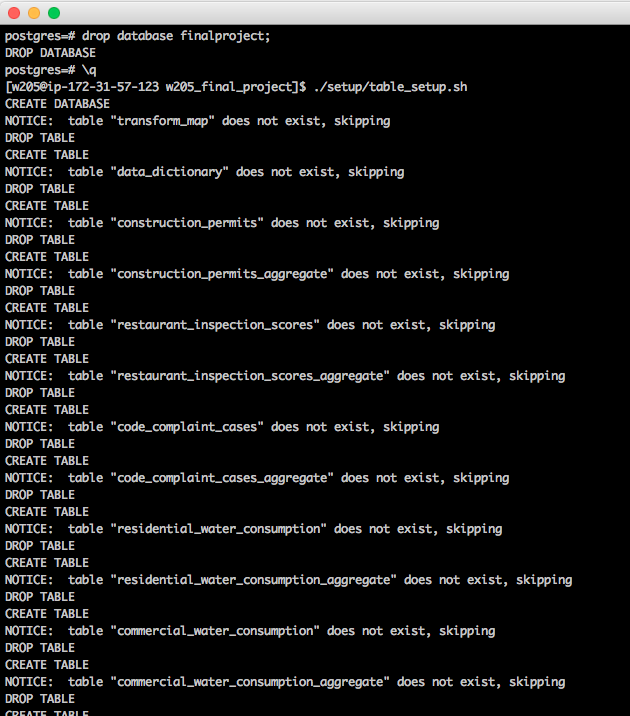 postgres=# drop database finalproject;
DROP DATABASE
postgres=# \q
[w205@ip-172-31-57-123 w205_final_project]$ ./setup/table_setup.sh
CREATE DATABASE
NOTICE:  table "transform_map" does not exist, skipping
DROP TABLE
CREATE TABLE
NOTICE:  table "data_dictionary" does not exist, skipping
DROP TABLE
CREATE TABLE
NOTICE:  table "construction_permits" does not exist, skipping
DROP TABLE
CREATE TABLE
NOTICE:  table "construction_permits_aggregate" does not exist, skipping
DROP TABLE
CREATE TABLE
NOTICE:  table "restaurant_inspection_scores" does not exist, skipping
DROP TABLE
CREATE TABLE
NOTICE:  table "restaurant_inspection_scores_aggregate" does not exist, skipping
DROP TABLE
CREATE TABLE
NOTICE:  table "code_complaint_cases" does not exist, skipping
DROP TABLE
CREATE TABLE
NOTICE:  table "code_complaint_cases_aggregate" does not exist, skipping
DROP TABLE
CREATE TABLE
NOTICE:  table "residential_water_consumption" does not exist, skipping
DROP TABLE
CREATE TABLE
NOTICE:  table "residential_water_consumption_aggregate" does not exist, skipping
DROP TABLE
CREATE TABLE
NOTICE:  table "commercial_water_consumption" does not exist, skipping
DROP TABLE
CREATE TABLE
NOTICE:  table "commercial_water_consumption_aggregate" does not exist, skipping
DROP TABLE
CREATE TABLE